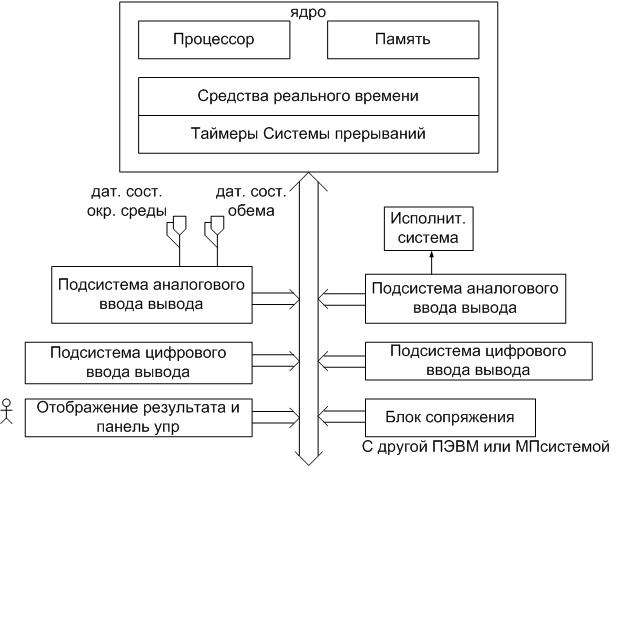 ядро
Процессор
Память
Средства реального времени
Таймеры Системы прерываний
дат. сост.
окр. среды
дат. сост.
обема
Исполнит.
система
Подсистема аналогового
ввода вывода
Подсистема аналогового
ввода вывода
Подсистема цифрового
ввода вывода
Подсистема цифрового
ввода вывода
Отображение результата и
панель упр
Блок сопряжения
С другой ПЭВМ или МПсистемой